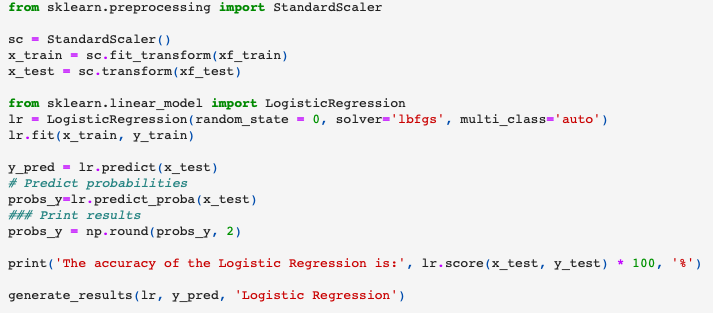 from sklearn.preprocessing import StandardScaler
sc = StandardScaler()
x_train = sc.fit_transform(xf_train)
x_test = sc.transform(xf_test)
from sklearn.linear_model import LogisticRegression
lr = LogisticRegression(random_state = 0, solver='lbfgs', multi_class='auto')
lr.fit(x_train, y_train)
y_pred = lr.predict(x_test)
# Predict probabilities
probs_y=lr.predict_proba(x_test)
### Print results
probs_y = np.round(probs_y, 2)
print('The accuracy of the Logistic Regression is:', lr.score(x_test, y_test) * 100, '%')
generate_results(lr, y_pred, 'Logistic Regression')